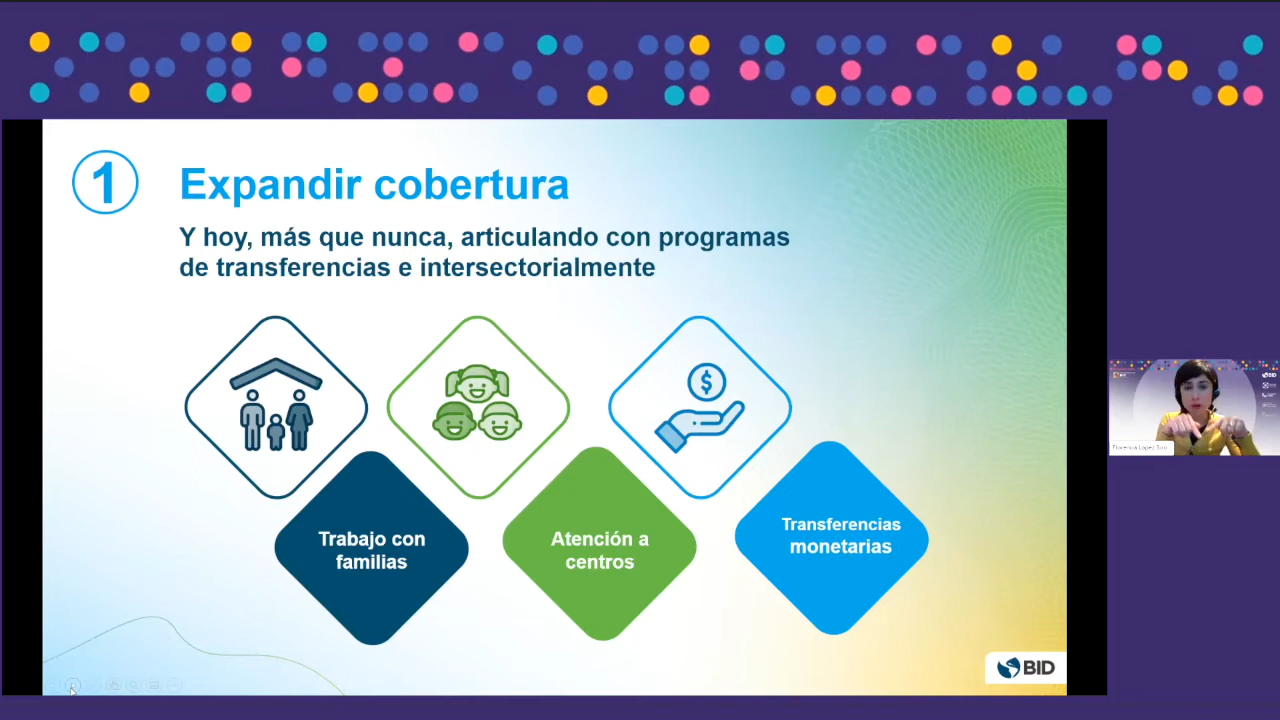 1
Expandir cobertura
Y hoy, más que nunca, articulando con programas
de transferencias e intersectorialmente
$
Trabajo con
familias
Atención a
centros
Transferencias
monetarias
BID